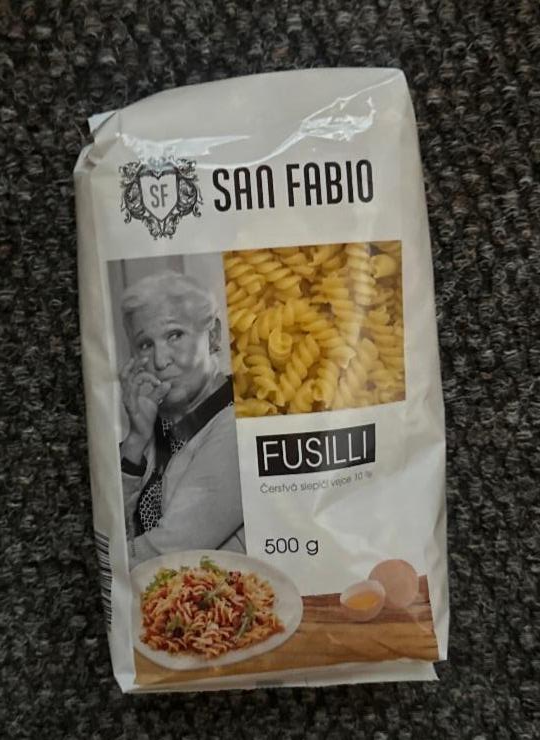 SF
SAN FABIO
FUSILLI
Čerstvá slepičí vejce 10 %
500 g